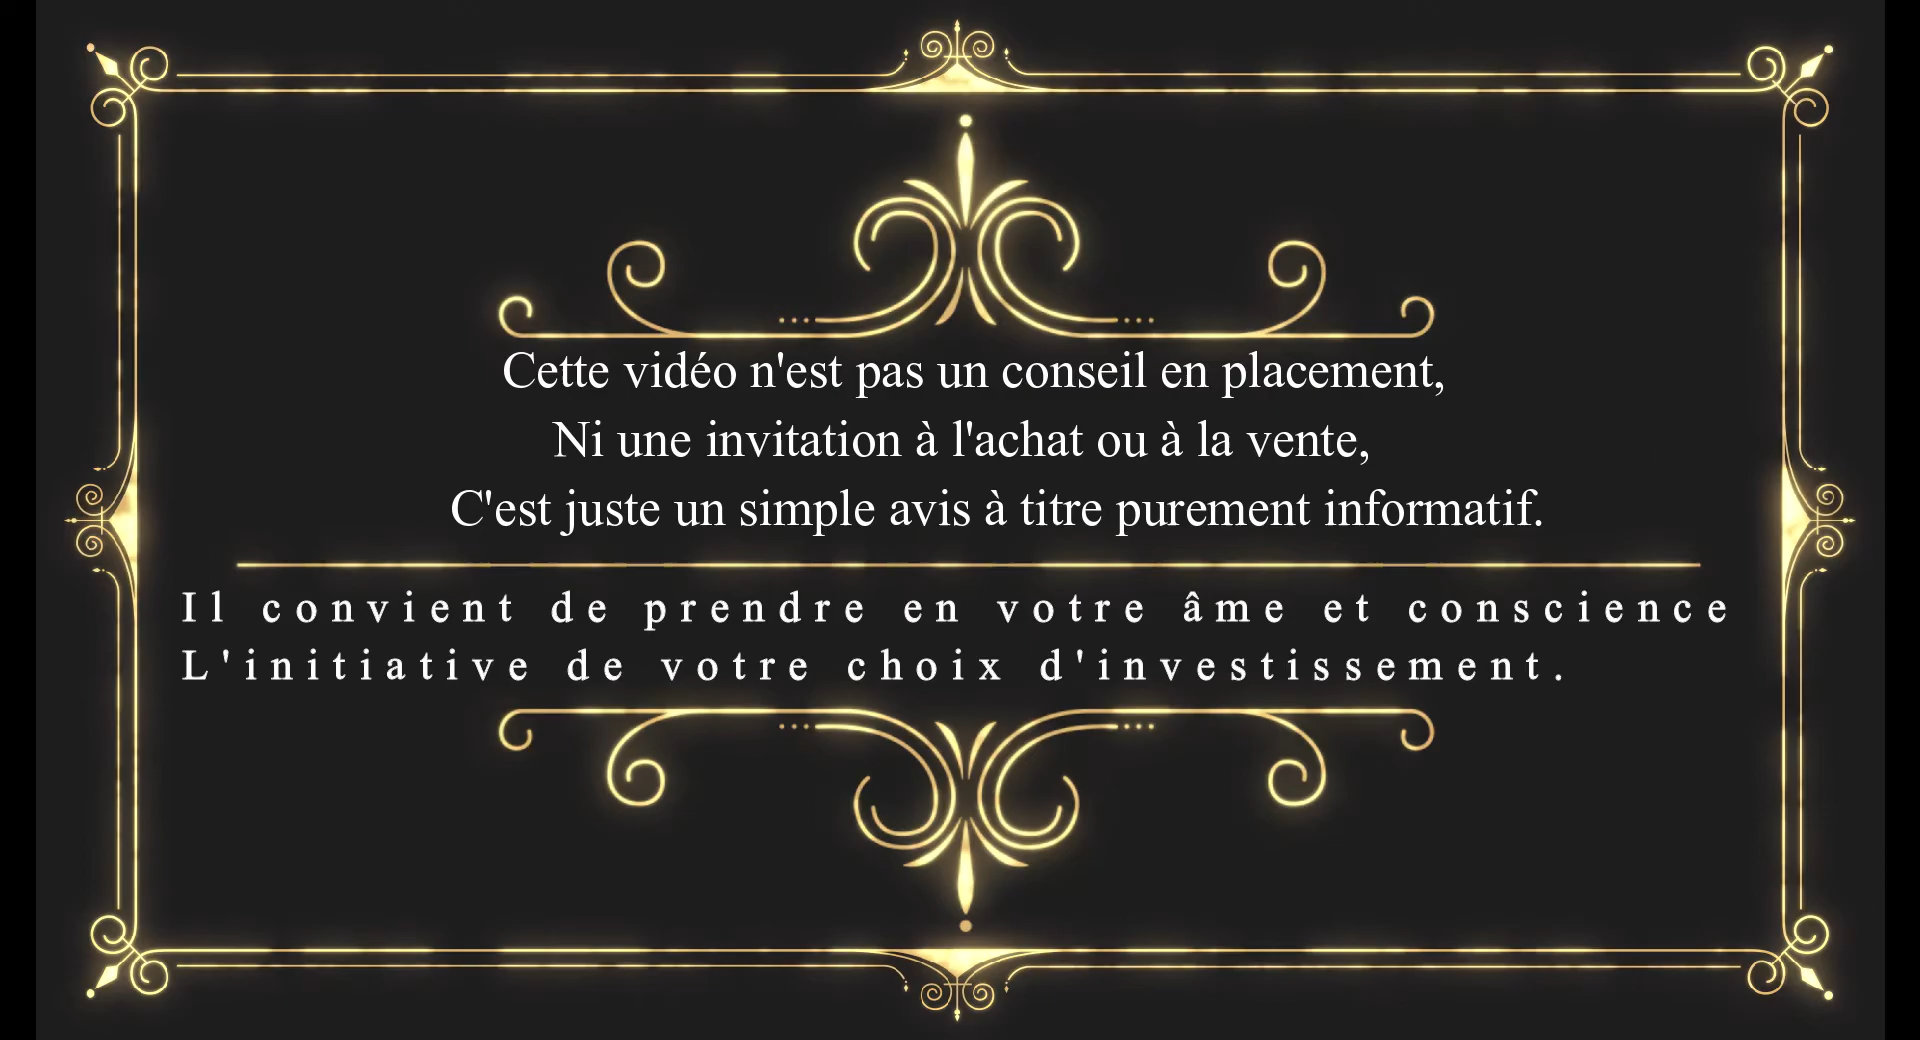 Cette vidéo n'est pas un conseil en placement,
Ni une invitation à l'achat ou à la vente,
C'est juste un simple avis à titre purement informatif.
Il convient de prendre en votre âme et conscience
L'initiative de votre choix d'investissement.